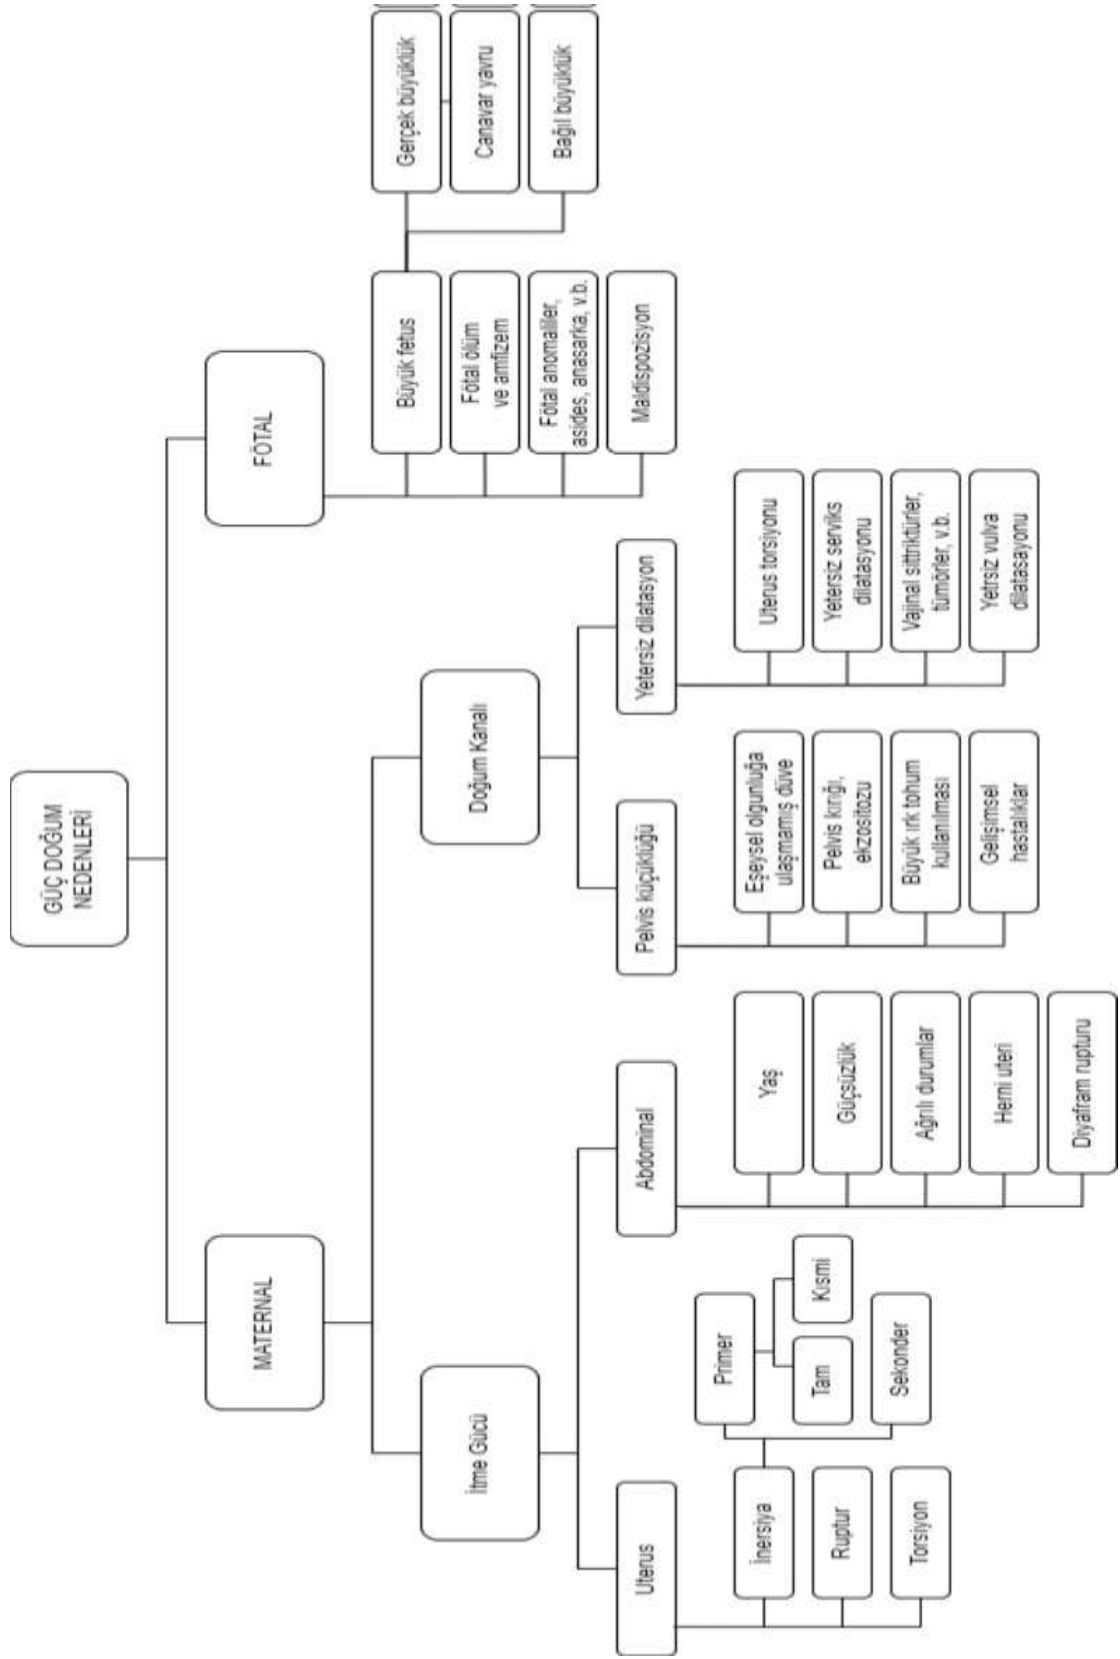 GÜÇ DOĞUM
NEDENLERİ
MATERNAL
FÖTAL
İtme Gücü
Doğum Kanalı
Uterus
Abdominal
Pelvis küçüklüğü
Yetersiz dilatasyon
İnersiya
Ruptur
Torsiyon
Primer
Tam
Kısmi
Sekonder
Yaş
Güçsüzlük
Ağrılı durumlar
Herni uteri
Diyafram rupturu
Eşeysel olgunluğa
ulaşmamış düve
Pelvis kırığı,
ekzositozu
Büyük ırk tohum
kullanılması
Gelişimsel
hastalıklar
Uterus torsiyonu
Yetersiz serviks
dilatasyonu
Vajinal sittriktürler,
tümörler, v.b.
Yetrsiz vulva
dilatasayonu
Büyük fetus
Fötal ölüm
ve amfizem
Fötal anomaliler,
asides, anasarka, v.b.
Maldispozisyon
Gerçek büyüklük
Canavar yavru
Bağıl büyüklük